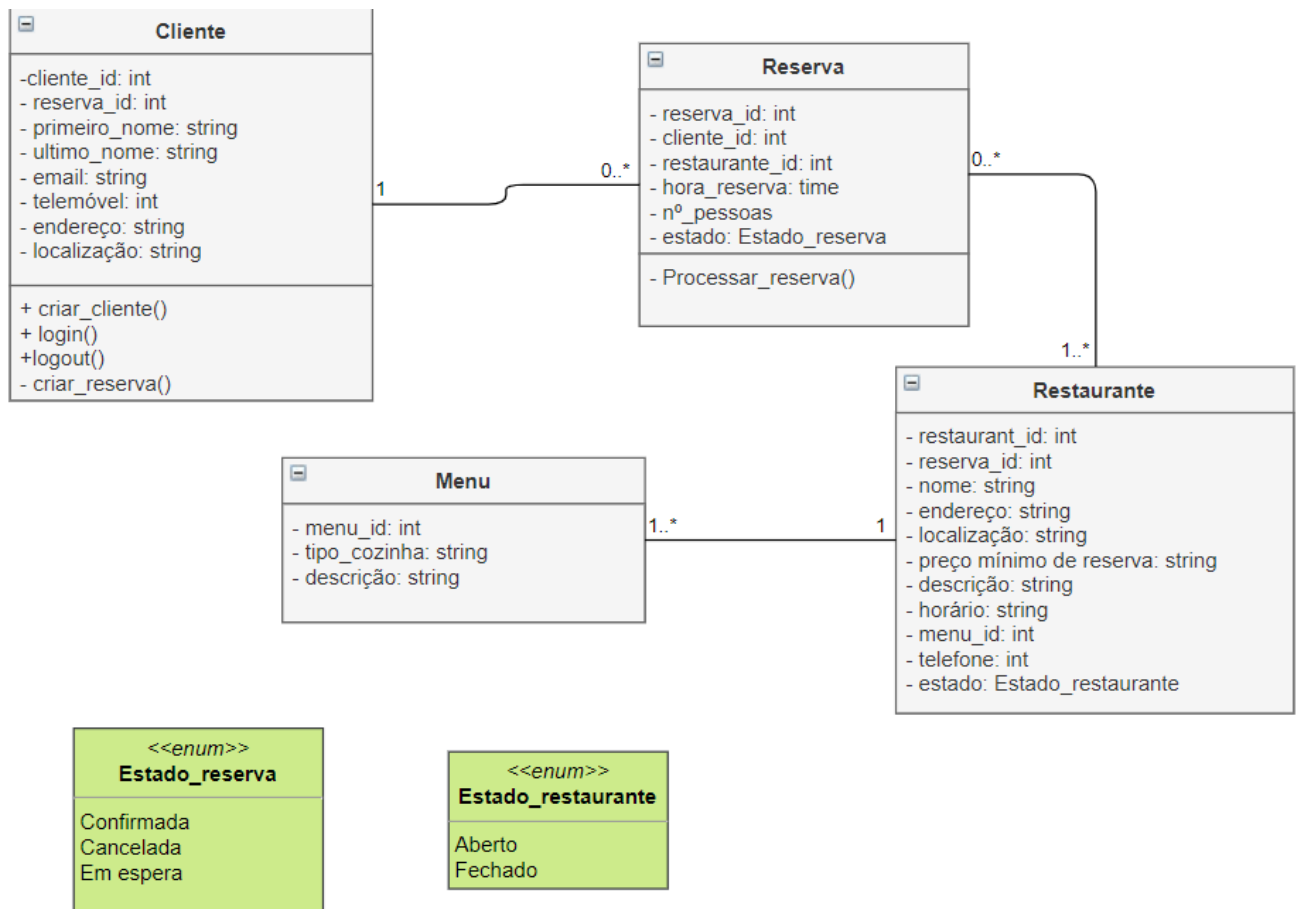 Cliente
-cliente_id: int
- reserva_id: int
- primeiro_nome: string
- ultimo_nome: string
- email: string
- telemóvel: int
- endereço: string
- localização: string
+ criar_cliente()
+ login()
+logout()
- criar_reserva()
1
0..*
Reserva
- reserva_id: int
- cliente_id: int
- restaurante_id: int
- hora_reserva: time
- nº_pessoas
- estado: Estado_reserva
- Processar_reserva()
0..*
1..*
Restaurante
- restaurant_id: int
- reserva_id: int
- nome: string
- endereço: string
- localização: string
- preço mínimo de reserva: string
- descrição: string
- horário: string
- menu_id: int
- telefone: int
- estado: Estado_restaurante
Menu
- menu_id: int
- tipo_cozinha: string
- descrição: string
1..*
1
<<enum>>
Estado_reserva
Confirmada
Cancelada
Em espera
<<enum>>
Estado_restaurante
Aberto
Fechado